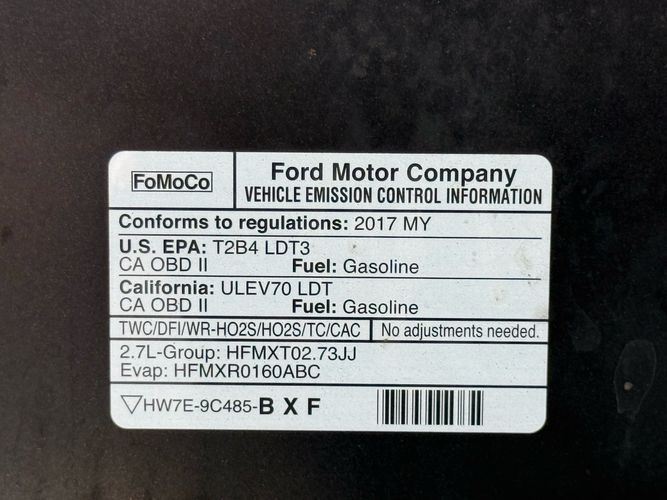 FoMoCo
Ford Motor Company
VEHICLE EMISSION CONTROL INFORMATION
Conforms to regulations: 2017 MY
U.S. EPA: T2B4 LDT3
CA OBD II Fuel: Gasoline
California: ULEV70 LDT
CA OBD II Fuel: Gasoline
TWC/DFI/WR-HO2S/HO2S/TC/CAC No adjustments needed.
2.7L-Group: HFMXT02.73JJ
Evap: HFMXR0160ABC
HW7E-9C485-B X F